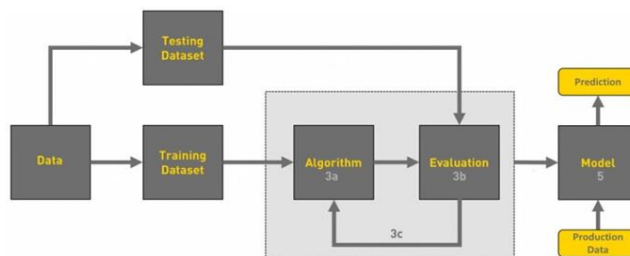 Testing
Dataset
Prediction
Data
Training
Dataset
Algorithm
3a
Evaluation
3b
Model
5
3c
Production
Data